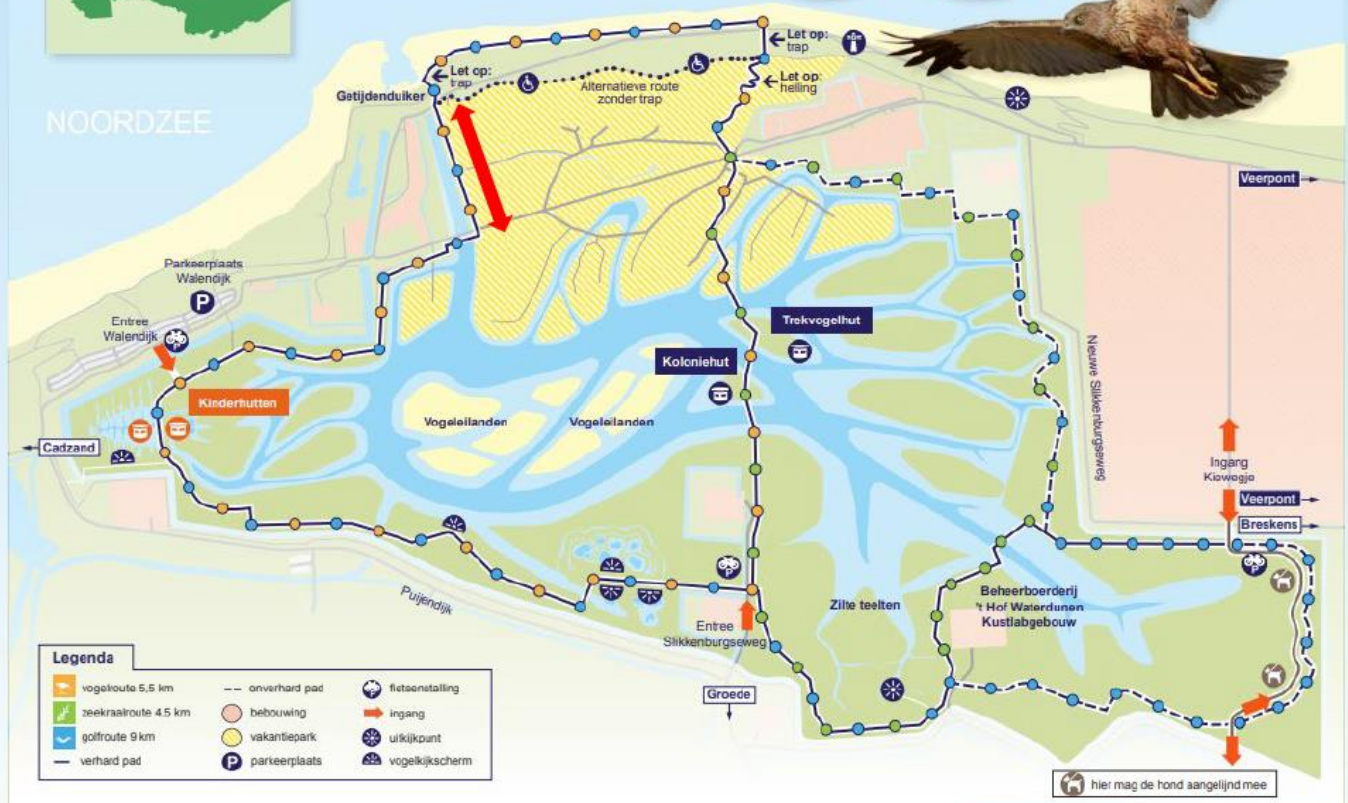 Let op:
trap
Let op:
trap
Let op:
helling
Alternatieve route
zonder trap
Getijdenduiker
NOORDZEE
Veerpont
Parkeerplaats
Walendijk
P
Entree
Walendijk
Trekvogelhut
Koloniehut
Kinderhutten
Nieuwe Slikkenburgseweg
Vogeleilanden
Vogeleilanden
Cadzand
Ingang
Kiewegje
Veerpont
Breskens
P
P
Puijendijk
Beheerboerderij
't Hof Waterdunen
Kustlabgebouw
Zilte teelten
Entree
Slikkenburgseweg
Groede
Legenda
vogelroute 5,5 km
zeekraalroute 4.5 km
golfroute 9 km
verhard pad
onverhard pad
bebouwing
vakantiepark
P parkeerplaats
fietsenstalling
ingang
uitkijkpunt
vogelkijkscherm
hier mag de hond aangelijnd mee